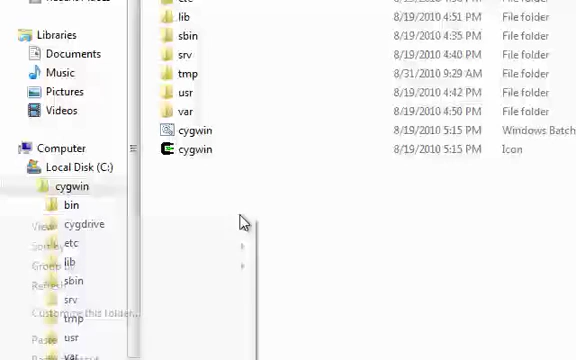 Libraries
Documents
Music
Pictures
Videos
Computer
Local Disk (C:)
cygwin
bin
cygdrive
etc
lib
sbin
srv
tmp
usr
var
View
Sort by
Group by
Refresh
Customize this folder...
Paste
etc
lib 8/19/2010 4:51 PM File folder
sbin 8/19/2010 4:35 PM File folder
srv 8/19/2010 4:40 PM File folder
tmp 8/31/2010 9:29 AM File folder
usr 8/19/2010 4:42 PM File folder
var 8/19/2010 4:50 PM File folder
cygwin 8/19/2010 5:15 PM Windows Batch
cygwin 8/19/2010 5:15 PM Icon